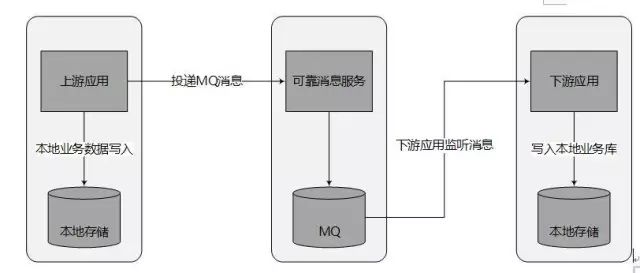 上游应用
投递MQ消息
可靠消息服务
下游应用
本地业务数据写入
下游应用监听消息
写入本地业务库
本地存储
MQ
本地存储